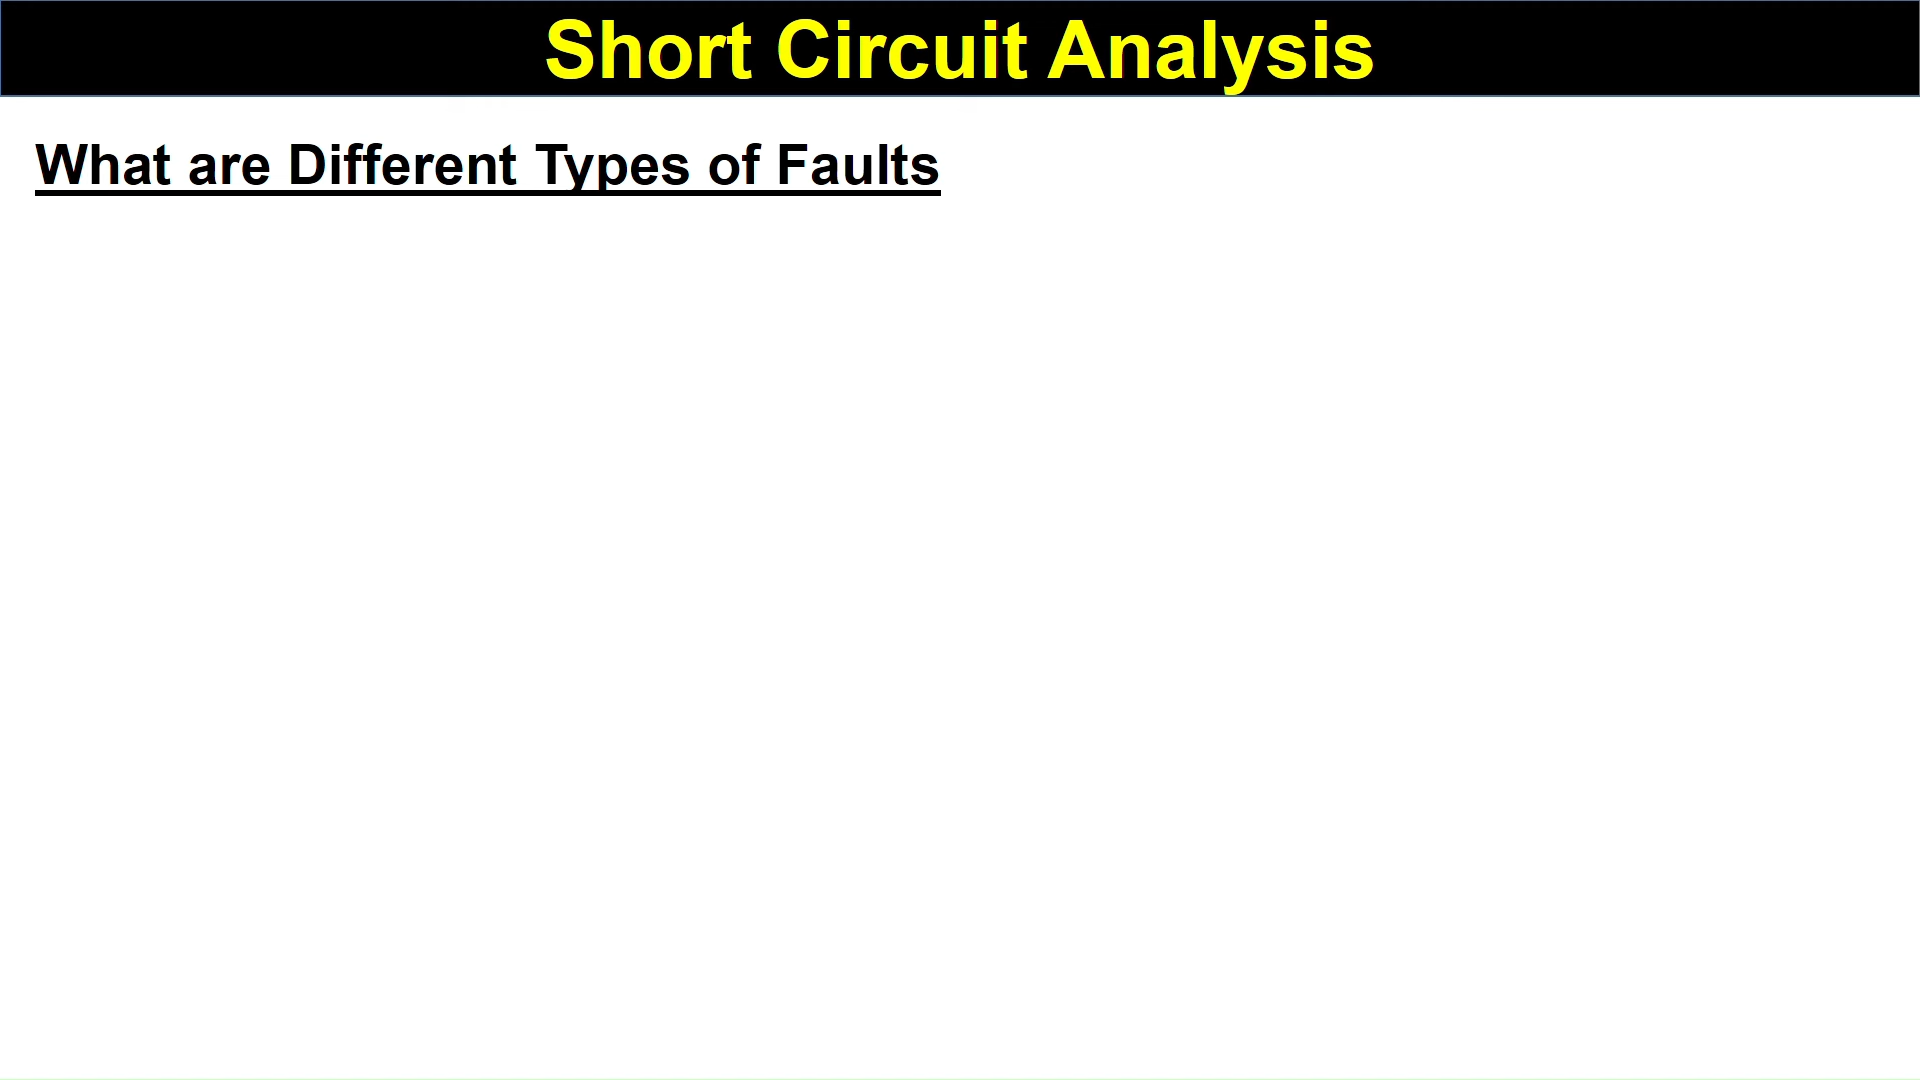 Short Circuit Analysis
What are Different Types of Faults